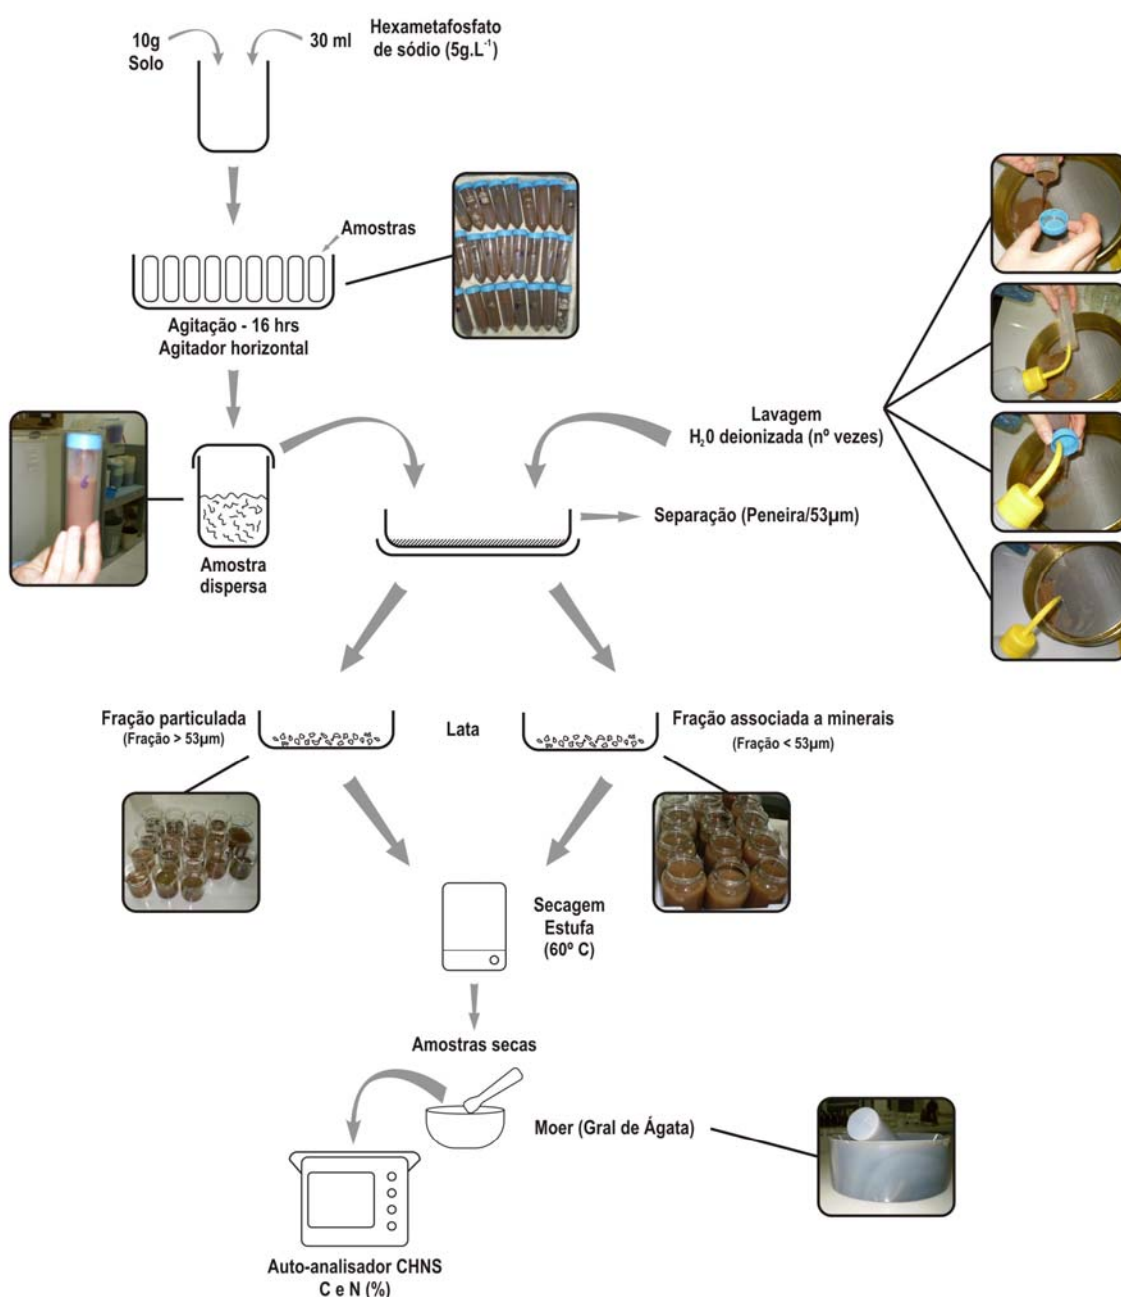 10g
Solo
30 ml
Hexametafosfato
de sódio (5g.L⁻¹)
Amostras
Agitação - 16 hrs
Agitador horizontal
Lavagem
H₂0 deionizada (nº vezes)
Separação (Peneira/53µm)
Amostra
dispersa
Fração particulada
(Fração > 53µm)
Lata
Fração associada a minerais
(Fração < 53µm)
Secagem
Estufa
(60º C)
Amostras secas
Moer (Gral de Ágata)
Auto-analisador CHNS
C e N (%)